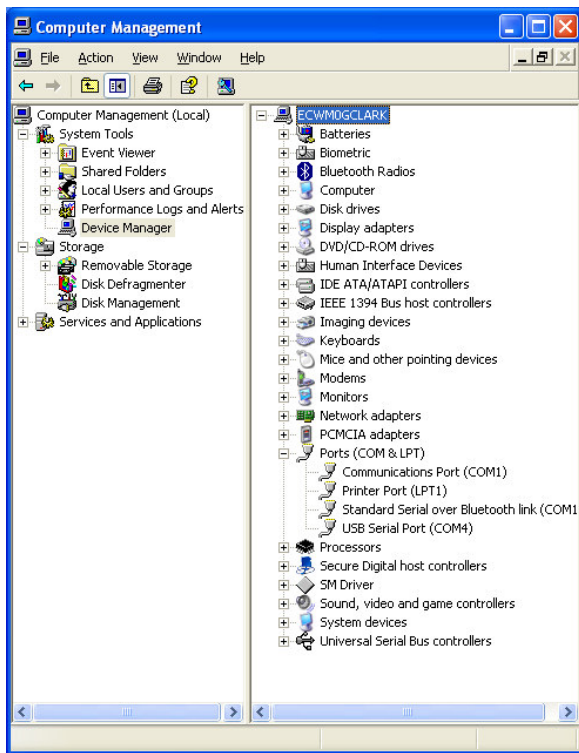 Computer Management
File Action View Window Help
Computer Management (Local)
System Tools
Event Viewer
Shared Folders
Local Users and Groups
Performance Logs and Alerts
Device Manager
Storage
Removable Storage
Disk Defragmenter
Disk Management
Services and Applications
ECWM0GCLARK
Batteries
Biometric
Bluetooth Radios
Computer
Disk drives
Display adapters
DVD/CD-ROM drives
Human Interface Devices
IDE ATA/ATAPI controllers
IEEE 1394 Bus host controllers
Imaging devices
Keyboards
Mice and other pointing devices
Modems
Monitors
Network adapters
PCMCIA adapters
Ports (COM & LPT)
Communications Port (COM1)
Printer Port (LPT1)
Standard Serial over Bluetooth link (COM1
USB Serial Port (COM4)
Processors
Secure Digital host controllers
SM Driver
Sound, video and game controllers
System devices
Universal Serial Bus controllers